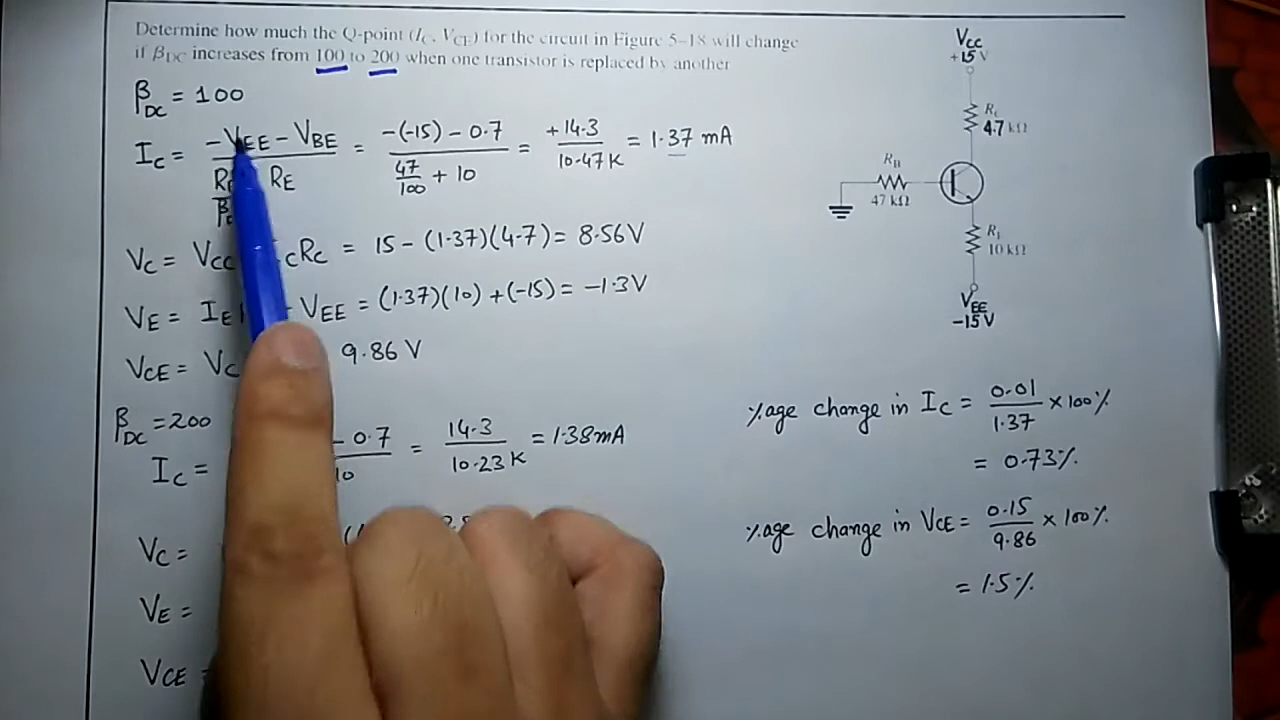 Determine how much the Q-point (I_C, V_CE) for the circuit in Figure 5–18 will change
if β_DC increases from 100 to 200 when one transistor is replaced by another
β_DC = 100
I_C = -V_EE - V_BE / R_E = -(-15) - 0.7 / 47/100 + 10 = +14.3 / 10.47K = 1.37 mA
V_C = V_CC I_C R_C = 15 - (1.37)(4.7) = 8.56V
V_E = I_E V_EE = (1.37)(10) + (-15) = -1.3V
V_CE = V_C 9.86 V
β_DC = 200
I_C = - 0.7 / 10 = 14.3 / 10.23K = 1.38mA
V_C =
V_E =
V_CE =
V_CC
+15V
R_C
4.7 kΩ
R_B
47 kΩ
R_E
10 kΩ
V_EE
-15V
%age change in I_C = 0.01 / 1.37 × 100%
= 0.73%
%age change in V_CE = 0.15 / 9.86 × 100%
= 1.5%